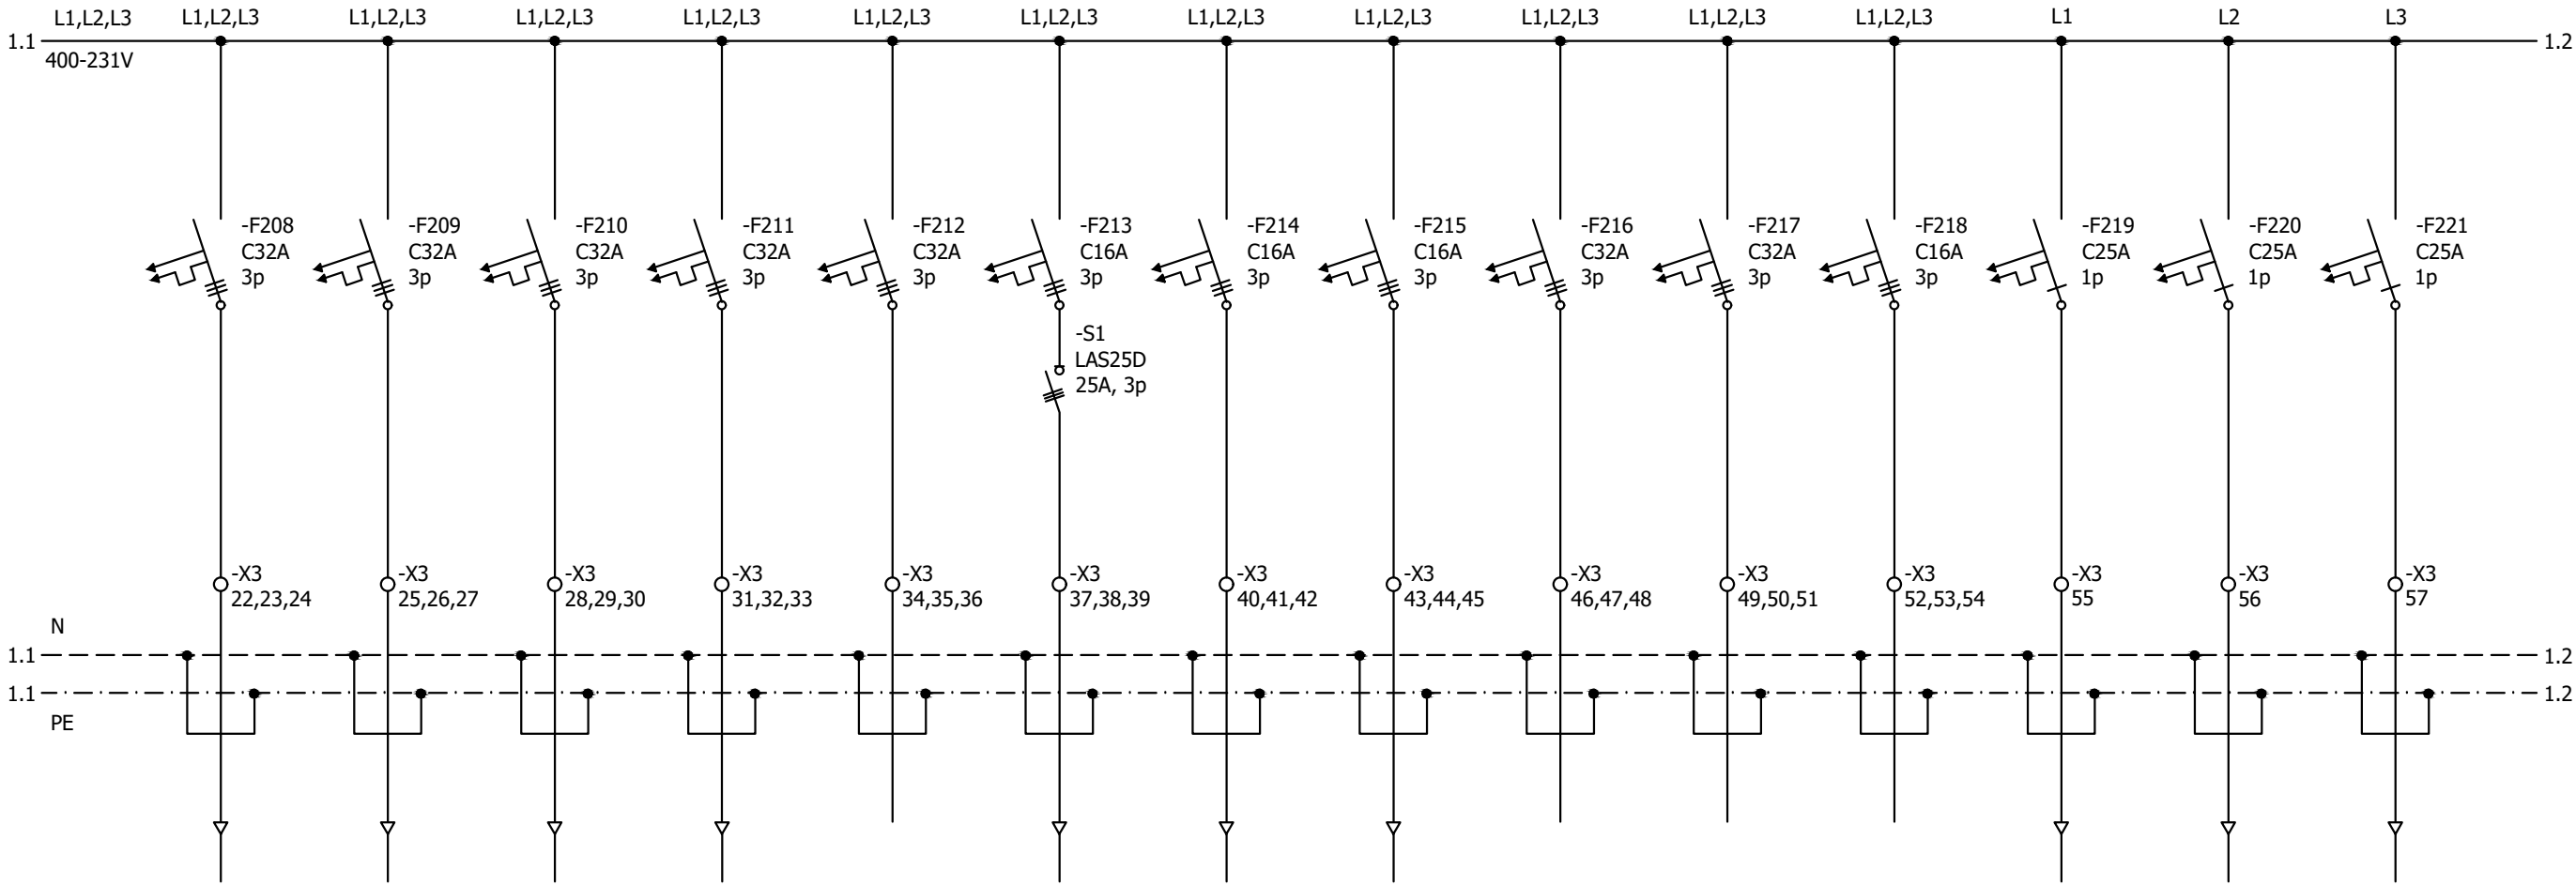 L1,L2,L3 L1,L2,L3 L1,L2,L3 L1,L2,L3 L1,L2,L3 L1,L2,L3 L1,L2,L3 L1,L2,L3 L1,L2,L3 L1,L2,L3 L1,L2,L3 L1,L2,L3 L1 L2 L3
1.1 1.2
400-231V
-F208 -F209 -F210 -F211 -F212 -F213 -F214 -F215 -F216 -F217 -F218 -F219 -F220 -F221
C32A C32A C32A C32A C32A C16A C16A C16A C32A C32A C16A C25A C25A C25A
3p 3p 3p 3p 3p 3p 3p 3p 3p 3p 3p 1p 1p 1p
-S1
LAS25D
25A, 3p
-X3 -X3 -X3 -X3 -X3 -X3 -X3 -X3 -X3 -X3 -X3 -X3 -X3 -X3
22,23,24 25,26,27 28,29,30 31,32,33 34,35,36 37,38,39 40,41,42 43,44,45 46,47,48 49,50,51 52,53,54 55 56 57
N
1.1 1.2
1.1 1.2
PE